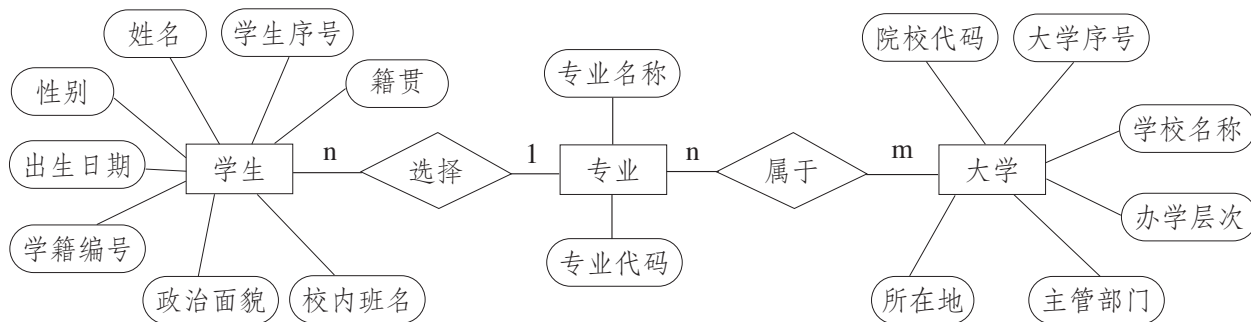 姓名
学生序号
院校代码
大学序号
专业名称
籍贯
性别
学校名称
出生日期
学生
n
选择
1
专业
n
属于
m
大学
办学层次
学籍编号
专业代码
政治面貌
校内班名
所在地
主管部门